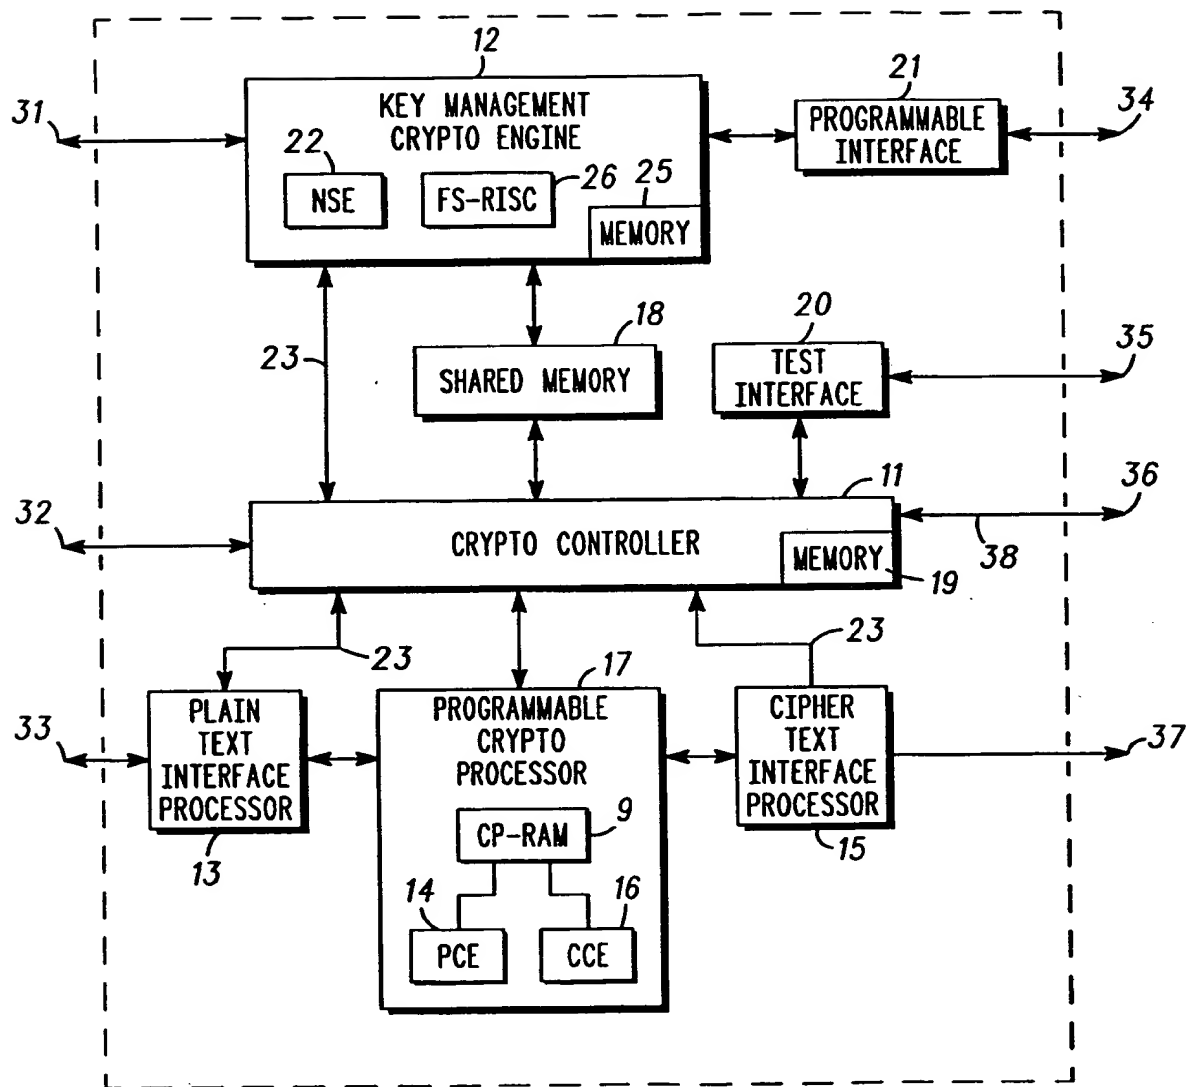 12
KEY MANAGEMENT
CRYPTO ENGINE
22
NSE
FS-RISC
26
25
MEMORY
21
PROGRAMMABLE
INTERFACE
31
34
23
18
SHARED MEMORY
20
TEST
INTERFACE
35
11
CRYPTO CONTROLLER
MEMORY
19
32
36
38
23
23
17
PLAIN
TEXT
INTERFACE
PROCESSOR
13
33
PROGRAMMABLE
CRYPTO
PROCESSOR
CP-RAM
9
14
PCE
16
CCE
CIPHER
TEXT
INTERFACE
PROCESSOR
15
37